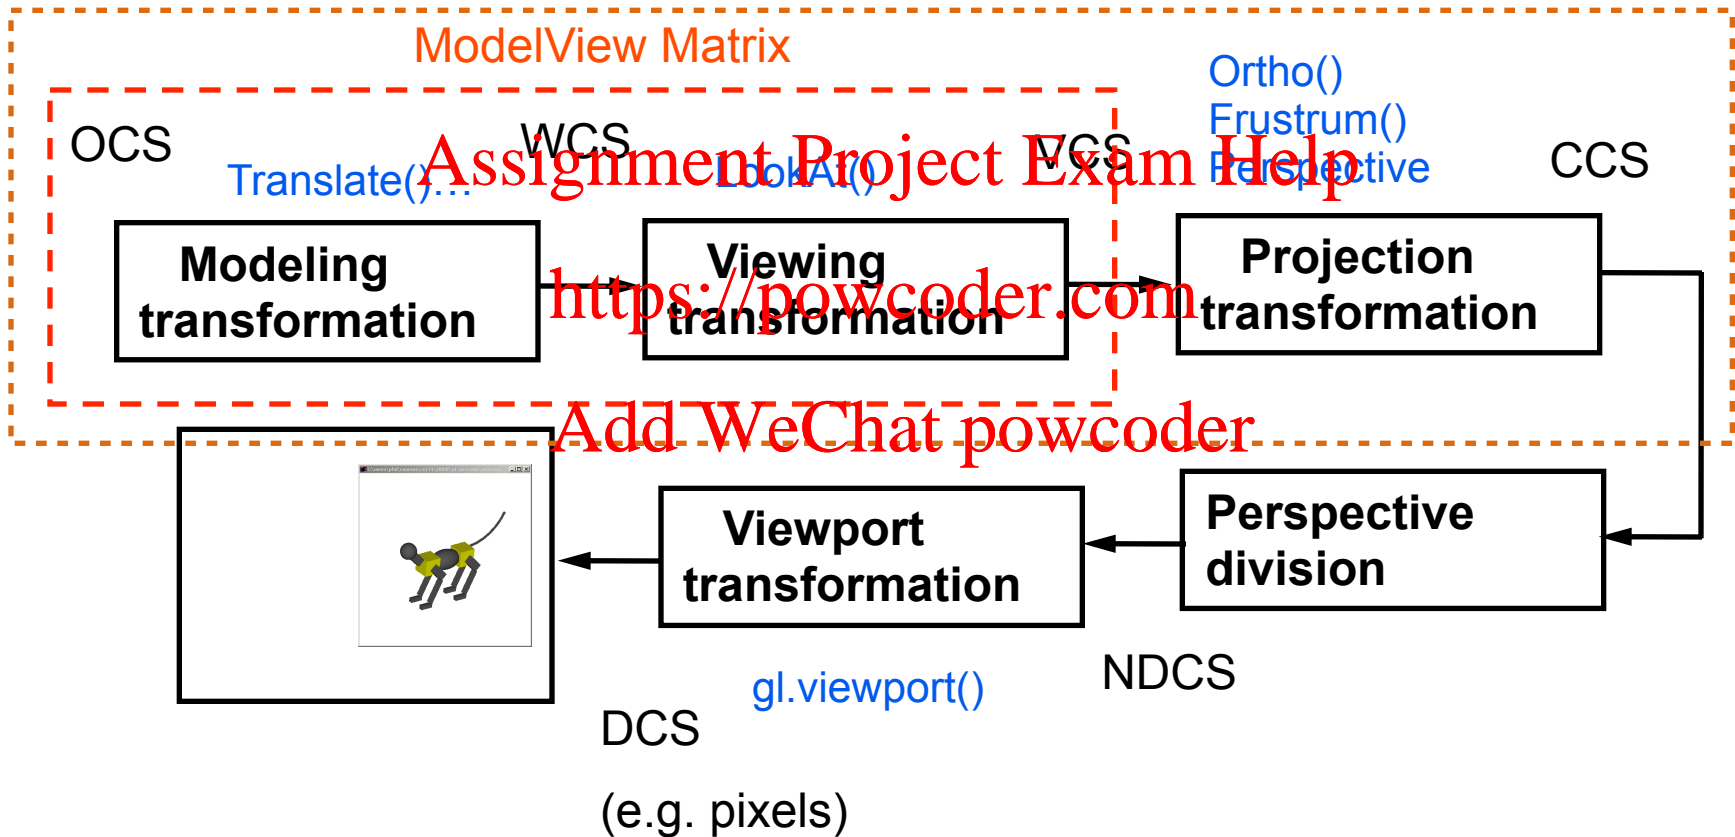 ModelView Matrix
Ortho()
Frustrum()
Perspective
OCS
WCS
VCS
CCS
Translate()...
LookAt()
Assignment Project Exam Help
Modeling
transformation
Viewing
transformation
Projection
transformation
https://powcoder.com
Add WeChat powcoder
Viewport
transformation
Perspective
division
gl.viewport()
NDCS
DCS
(e.g. pixels)